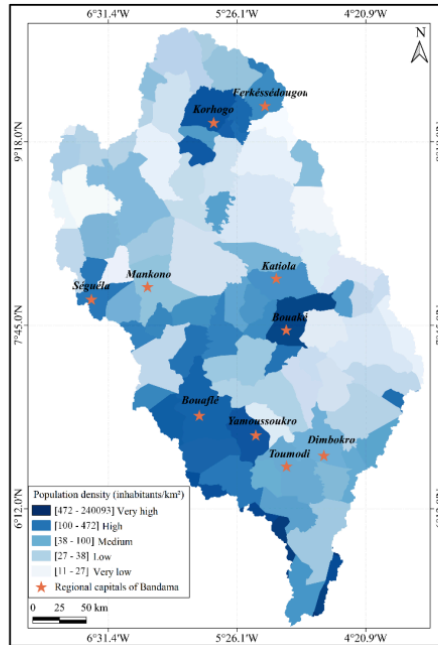 6°31.4'W 5°26.1'W 4°20.9'W
N
Ferkéssédougou
Korhogo
9°18.0'N
Katiola
Mankono
Séguéla
7°45.0'N
Bouaké
Bouaflé
Yamoussoukro
Dimbokro
Toumodi
Population density (inhabitants/km²)
[472 - 240093] Very high
[100 - 472] High
[38 - 100] Medium
[27 - 38] Low
[11 - 27] Very low
Regional capitals of Bandama
0 25 50 km
6°12.0'N
6°31.4'W 5°26.1'W 4°20.9'W